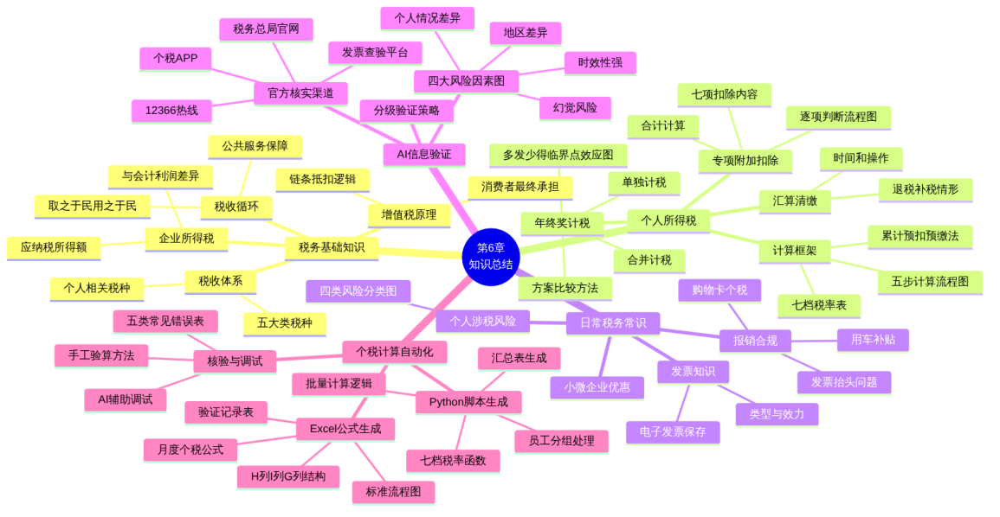 第6章
知识总结
税务基础知识
税收体系
五大类税种
个人相关税种
企业所得税
应纳税所得额
与会计利润差异
税收循环
取之于民用之于民
公共服务保障
增值税原理
链条抵扣逻辑
消费者最终承担
个人所得税
计算框架
七档税率表
五步计算流程图
累计预扣预缴法
汇算清缴
时间和操作
退税补税情形
专项附加扣除
七项扣除内容
逐项判断流程图
合计计算
年终奖计税
单独计税
合并计税
多发少得临界点效应图
方案比较方法
日常税务常识
发票知识
类型与效力
电子发票保存
报销合规
购物卡个税
用车补贴
发票抬头问题
小微企业优惠
个人涉税风险
四类风险分类图
个税计算自动化
Excel公式生成
标准流程图
H列I列G列结构
月度个税公式
验证记录表
Python脚本生成
七档税率函数
员工分组处理
汇总表生成
批量计算逻辑
核验与调试
五类常见错误表
手工验算方法
AI辅助调试
AI信息验证
四大风险因素图
幻觉风险
时效性强
地区差异
个人情况差异
分级验证策略
官方核实渠道
12366热线
个税APP
税务总局官网
发票查验平台